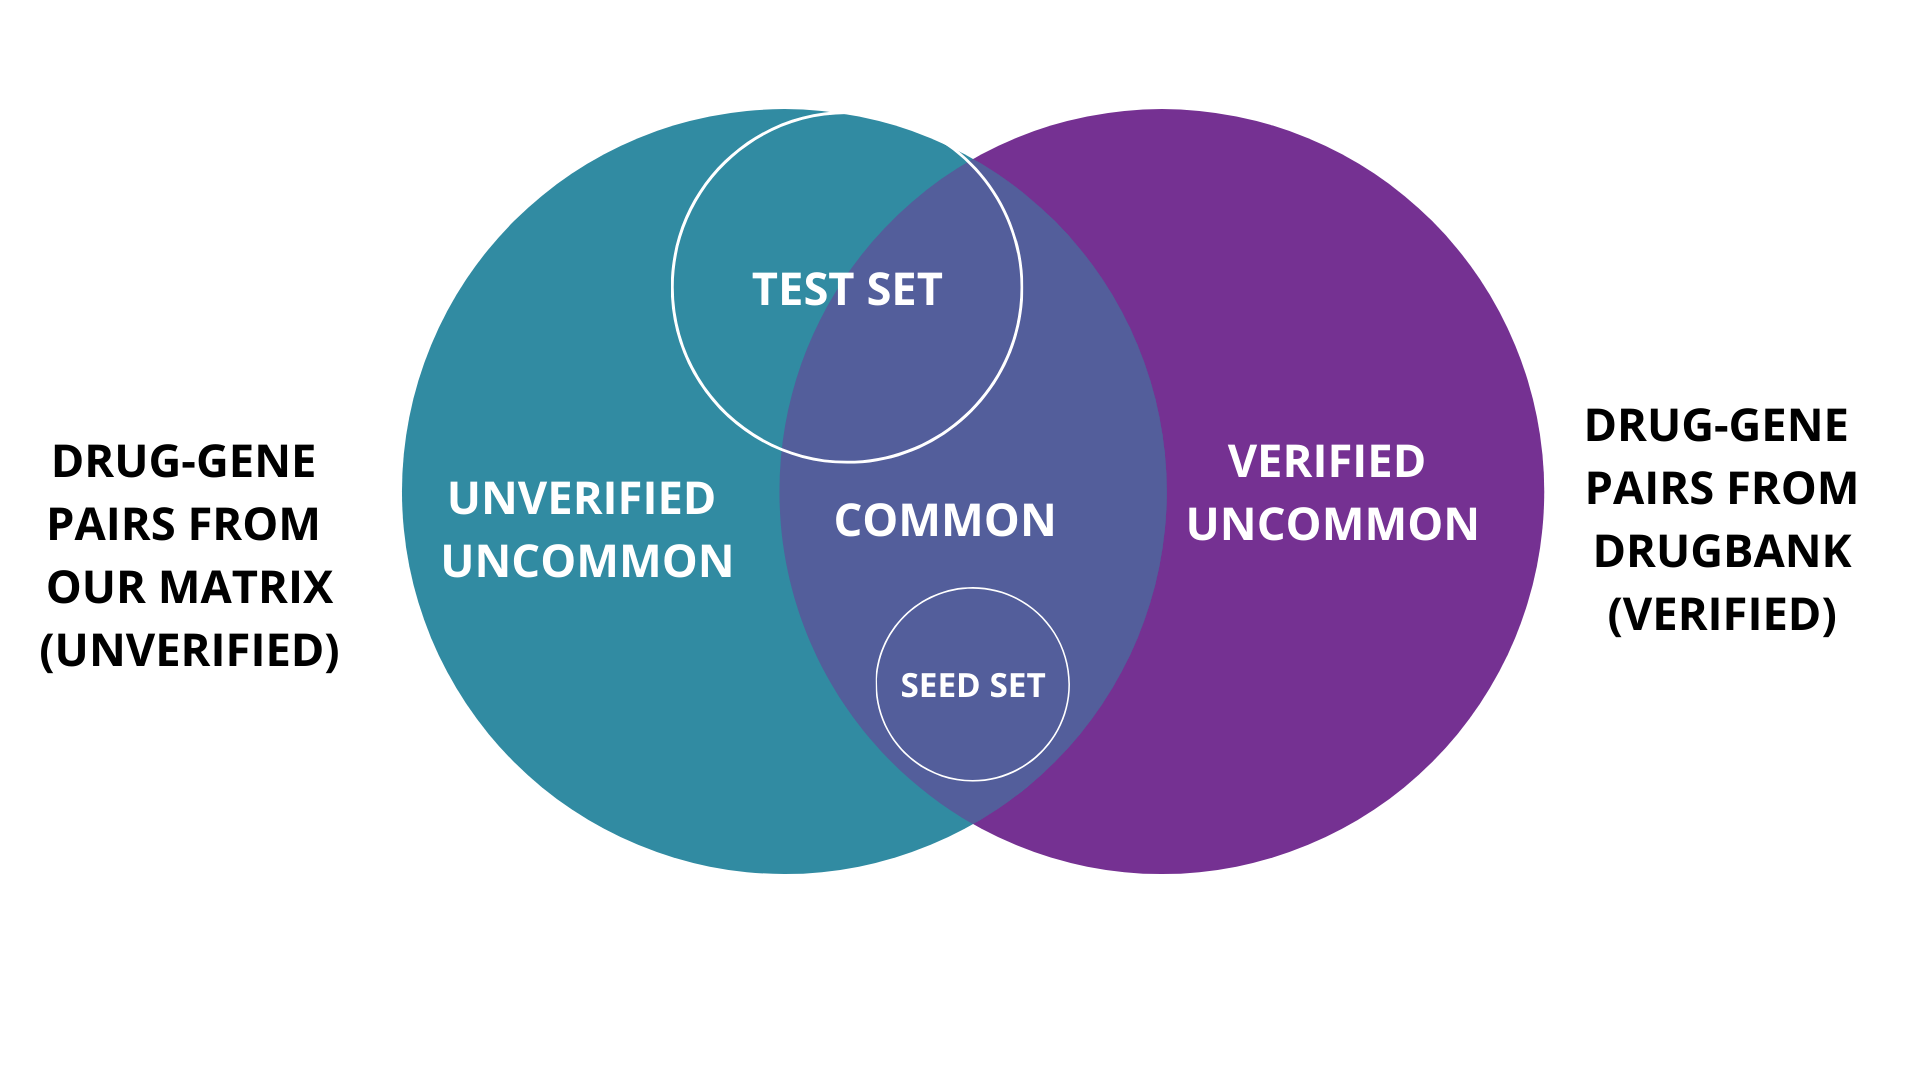 DRUG-GENE
PAIRS FROM
OUR MATRIX
(UNVERIFIED)
TEST SET
UNVERIFIED
UNCOMMON
COMMON
SEED SET
VERIFIED
UNCOMMON
DRUG-GENE
PAIRS FROM
DRUGBANK
(VERIFIED)